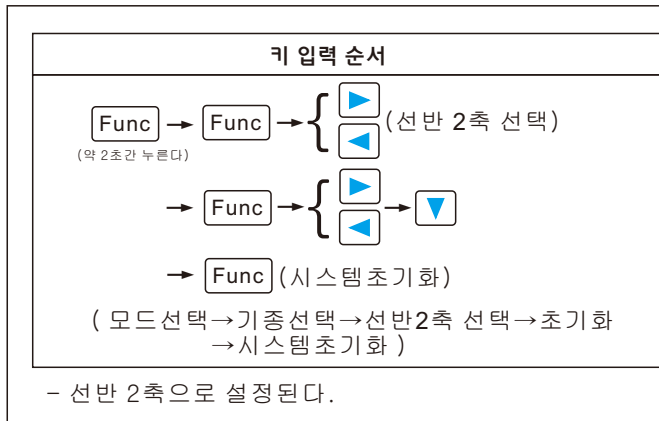 키 입력 순서
Func → Func → { ▶ ◀ (선반 2축 선택)
(약 2초간 누른다)
→ Func → { ▶ ◀ → ▼
→ Func (시스템초기화)
( 모드선택→기종선택→선반2축 선택→초기화
→시스템초기화 )
– 선반 2축으로 설정된다.